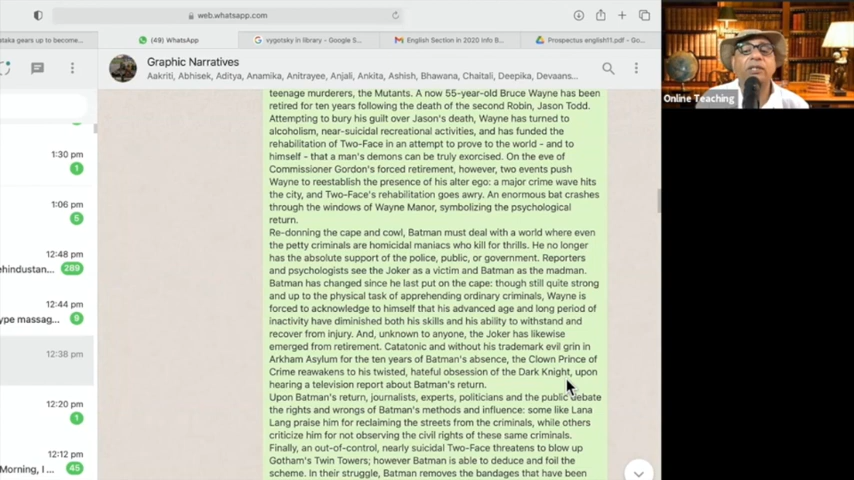 web.whatsapp.com
ataka gears up to become...
(49) WhatsApp
vygotsky in library - Google S...
English Section in 2020 Info B...
Prospectus english11.pdf - Go...
Graphic Narratives
Aakriti, Abhisek, Aditya, Anamika, Anitrayee, Anjali, Ankita, Ashish, Bhawana, Chaitali, Deepika, Devaans...
Online Teaching
1:30 pm
1
1:06 pm
5
12:48 pm
ehindustan...
289
12:44 pm
ype massag...
9
12:38 pm
12:20 pm
1
12:12 pm
Morning, I ...
45
teenage murderers, the Mutants. A now 55-year-old Bruce Wayne has been
retired for ten years following the death of the second Robin, Jason Todd.
Attempting to bury his guilt over Jason's death, Wayne has turned to
alcoholism, near-suicidal recreational activities, and has funded the
rehabilitation of Two-Face in an attempt to prove to the world - and to
himself - that a man's demons can be truly exorcised. On the eve of
Commissioner Gordon's forced retirement, however, two events push
Wayne to reestablish the presence of his alter ego: a major crime wave hits
the city, and Two-Face's rehabilitation goes awry. An enormous bat crashes
through the windows of Wayne Manor, symbolizing the psychological
return.
Re-donning the cape and cowl, Batman must deal with a world where even
the petty criminals are homicidal maniacs who kill for thrills. He no longer
has the absolute support of the police, public, or government. Reporters
and psychologists see the Joker as a victim and Batman as the madman.
Batman has changed since he last put on the cape: though still quite strong
and up to the physical task of apprehending ordinary criminals, Wayne is
forced to acknowledge to himself that his advanced age and long period of
inactivity have diminished both his skills and his ability to withstand and
recover from injury. And, unknown to anyone, the Joker has likewise
emerged from retirement. Catatonic and without his trademark evil grin in
Arkham Asylum for the ten years of Batman's absence, the Clown Prince of
Crime reawakens to his twisted, hateful obsession of the Dark Knight, upon
hearing a television report about Batman's return.
Upon Batman's return, journalists, experts, politicians and the public debate
the rights and wrongs of Batman's methods and influence: some like Lana
Lang praise him for reclaiming the streets from the criminals, while others
criticize him for not observing the civil rights of these same criminals.
Finally, an out-of-control, nearly suicidal Two-Face threatens to blow up
Gotham's Twin Towers; however Batman is able to deduce and foil the
scheme. In their struggle, Batman removes the bandages that have been